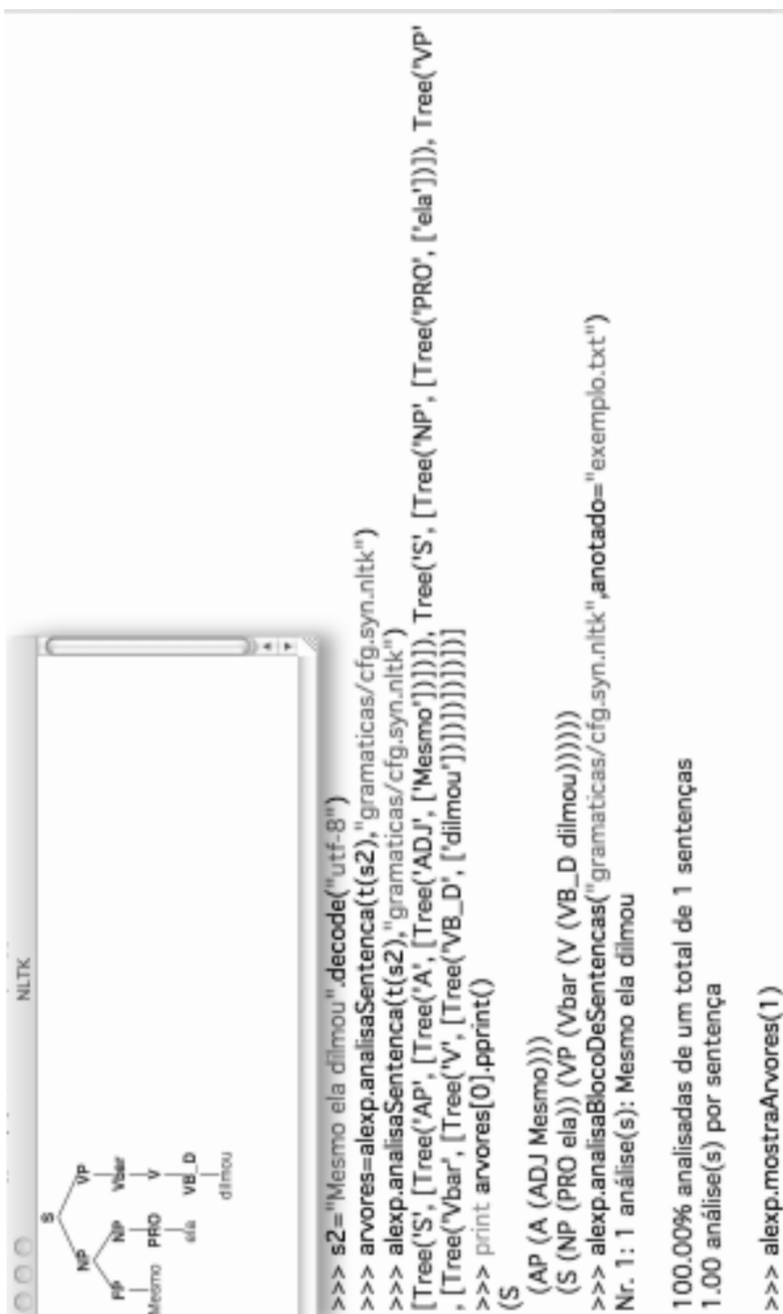 NLTK
S
NP VP
FP NP Vbar
Mesmo PRO V
ela VB_D
dilmou
>>> s2="Mesmo ela dilmou".decode("utf-8")
>>> arvores=alexp.analisaSentenca(t(s2),"gramaticas/cfg.syn.nltk")
>>> alexp.analisaSentenca(t(s2),"gramaticas/cfg.syn.nltk")
[Tree('S', [Tree('AP', [Tree('A', [Tree('ADJ', ['Mesmo'])])]), Tree('S', [Tree('NP', [Tree('PRO', ['ela'])]), Tree('VP'
, [Tree('Vbar', [Tree('V', [Tree('VB_D', ['dilmou'])])])])])])]
>>> print arvores[0].pprint()
(S
(AP (A (ADJ Mesmo)))
(S (NP (PRO ela)) (VP (Vbar (V (VB_D dilmou))))))
>>> alexp.analisaBlocoDeSentencas("gramaticas/cfg.syn.nltk",anotado="exemplo.txt")
Nr. 1: 1 análise(s): Mesmo ela dilmou
100.00% analisadas de um total de 1 sentenças
1.00 análise(s) por sentença
>>> alexp.mostraArvores(1)